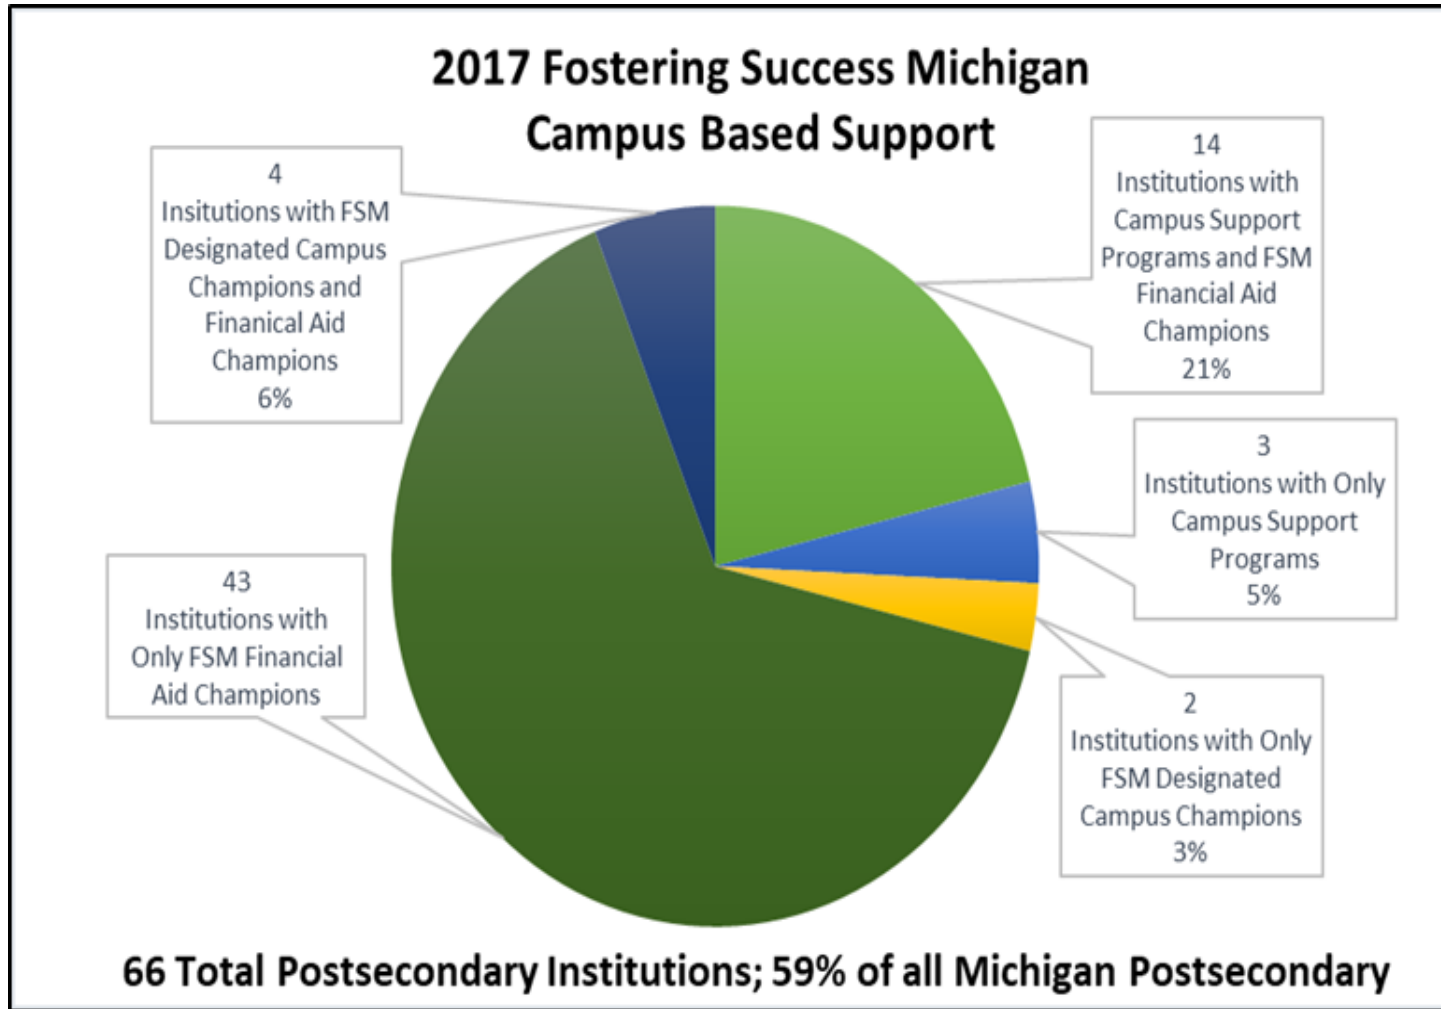 2017 Fostering Success Michigan
Campus Based Support
4
Insitutions with FSM
Designated Campus
Champions and
Finanical Aid
Champions
6%
14
Institutions with
Campus Support
Programs and FSM
Financial Aid
Champions
21%
3
Institutions with Only
Campus Support
Programs
5%
43
Institutions with
Only FSM Financial
Aid Champions
2
Institutions with Only
FSM Designated
Campus Champions
3%
66 Total Postsecondary Institutions; 59% of all Michigan Postsecondary